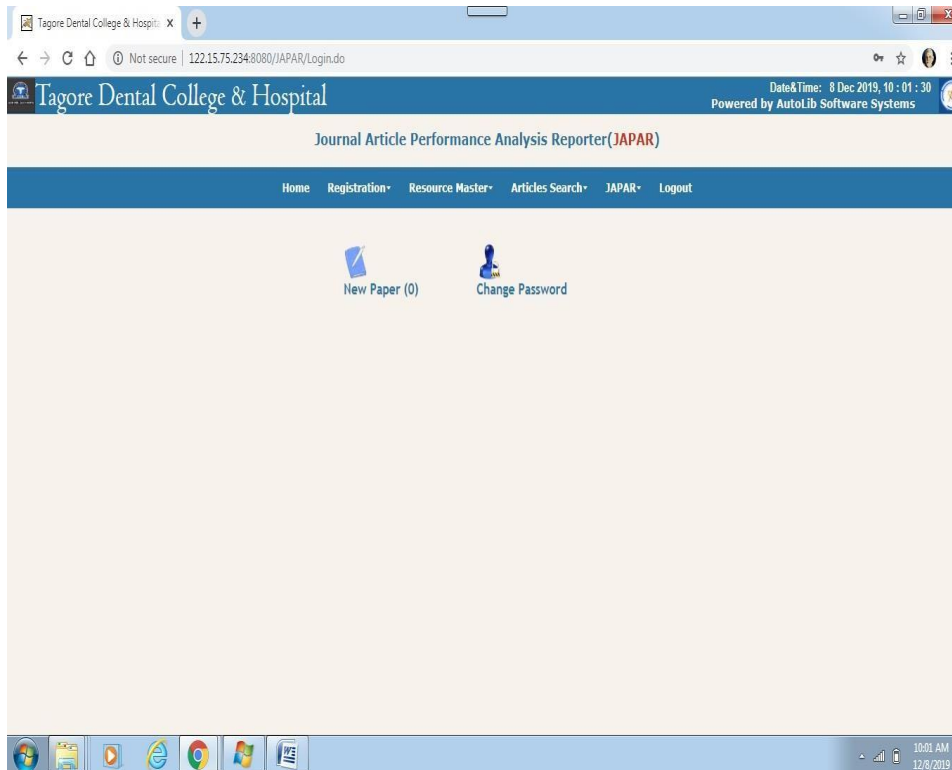 Tagore Dental College & Hospita
Not secure | 122.15.75.234:8080/JAPAR/Login.do
Tagore Dental College & Hospital
Date&Time: 8 Dec 2019, 10 : 01 : 30
Powered by AutoLib Software Systems
Journal Article Performance Analysis Reporter(JAPAR)
Home Registration Resource Master Articles Search JAPAR Logout
New Paper (0) Change Password
10:01 AM
12/8/2019